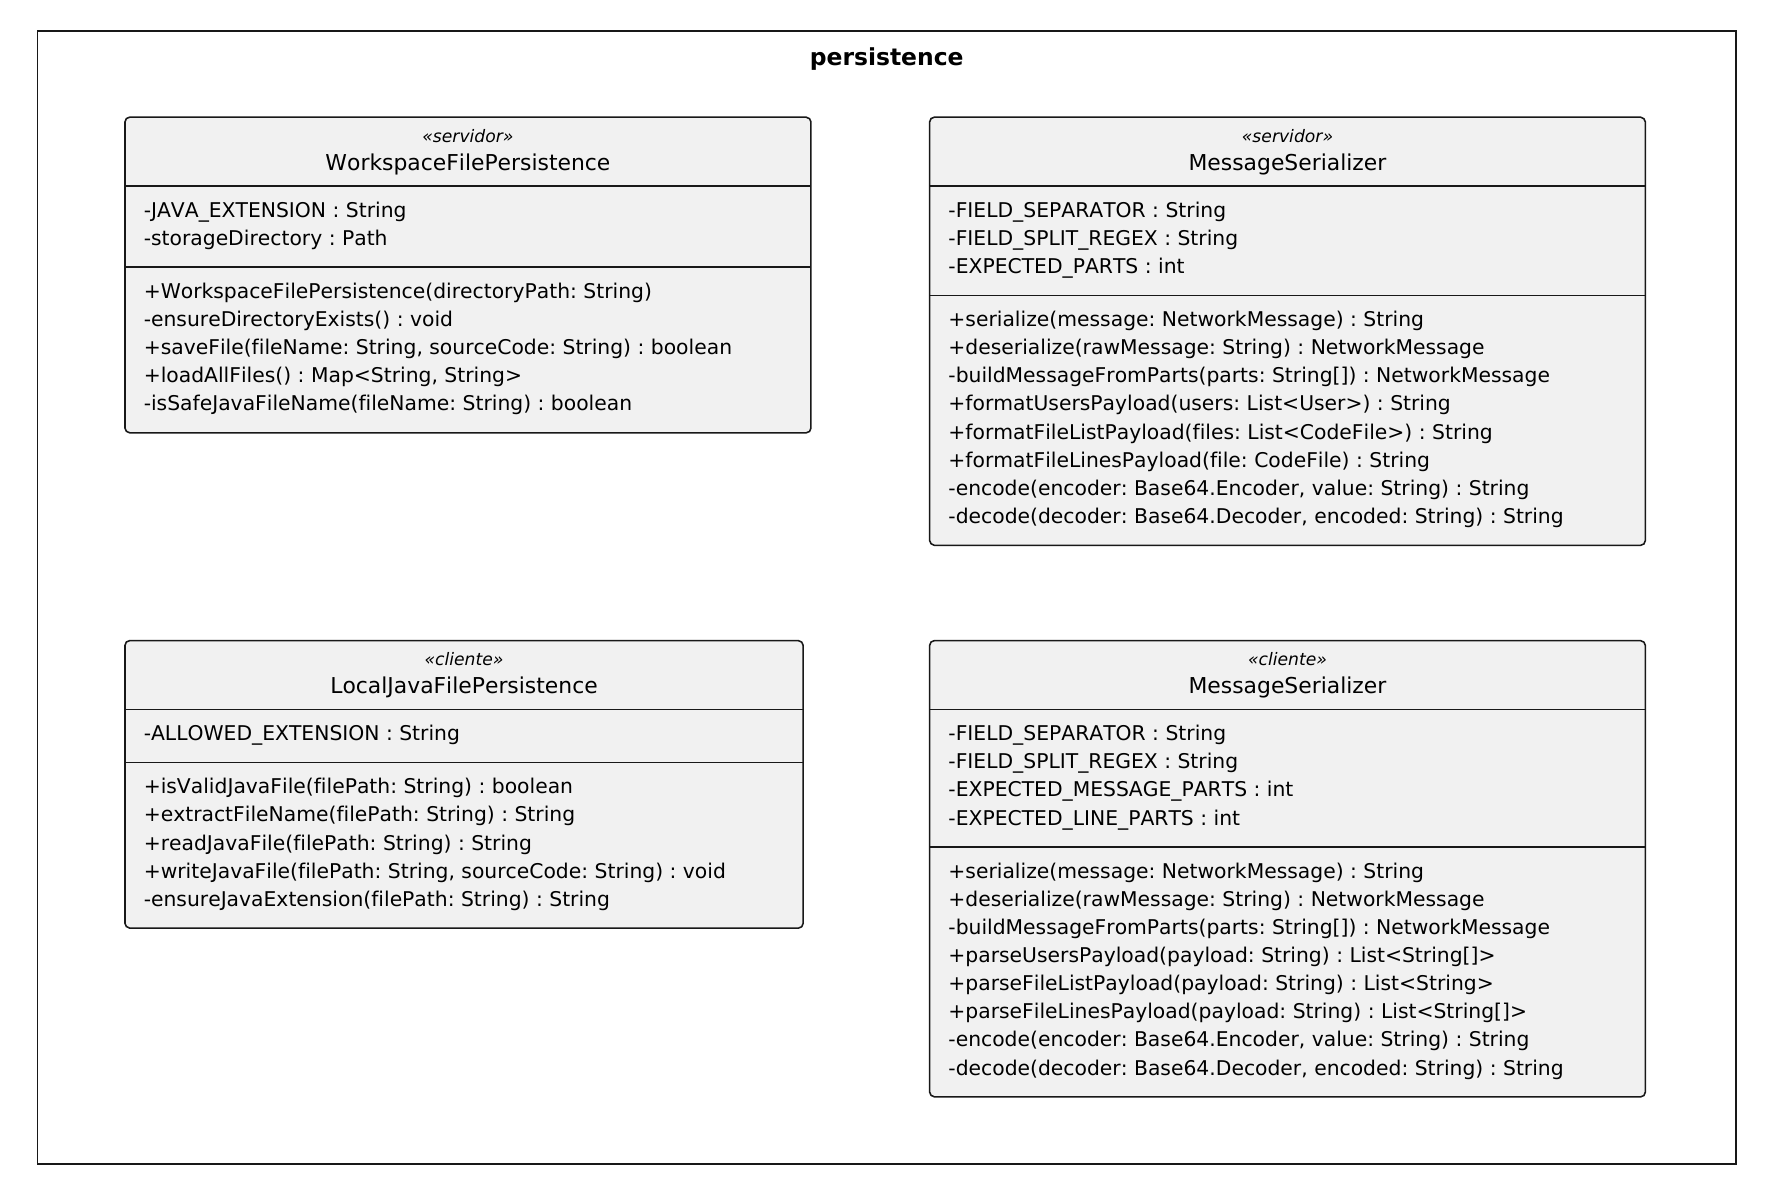 persistence
«servidor»
WorkspaceFilePersistence
-JAVA_EXTENSION : String
-storageDirectory : Path
+WorkspaceFilePersistence(directoryPath: String)
-ensureDirectoryExists() : void
+saveFile(fileName: String, sourceCode: String) : boolean
+loadAllFiles() : Map<String, String>
-isSafeJavaFileName(fileName: String) : boolean
«servidor»
MessageSerializer
-FIELD_SEPARATOR : String
-FIELD_SPLIT_REGEX : String
-EXPECTED_PARTS : int
+serialize(message: NetworkMessage) : String
+deserialize(rawMessage: String) : NetworkMessage
-buildMessageFromParts(parts: String[]) : NetworkMessage
+formatUsersPayload(users: List<User>) : String
+formatFileListPayload(files: List<CodeFile>) : String
+formatFileLinesPayload(file: CodeFile) : String
-encode(encoder: Base64.Encoder, value: String) : String
-decode(decoder: Base64.Decoder, encoded: String) : String
«cliente»
LocalJavaFilePersistence
-ALLOWED_EXTENSION : String
+isValidJavaFile(filePath: String) : boolean
+extractFileName(filePath: String) : String
+readJavaFile(filePath: String) : String
+writeJavaFile(filePath: String, sourceCode: String) : void
-ensureJavaExtension(filePath: String) : String
«cliente»
MessageSerializer
-FIELD_SEPARATOR : String
-FIELD_SPLIT_REGEX : String
-EXPECTED_MESSAGE_PARTS : int
-EXPECTED_LINE_PARTS : int
+serialize(message: NetworkMessage) : String
+deserialize(rawMessage: String) : NetworkMessage
-buildMessageFromParts(parts: String[]) : NetworkMessage
+parseUsersPayload(payload: String) : List<String[]>
+parseFileListPayload(payload: String) : List<String>
+parseFileLinesPayload(payload: String) : List<String[]>
-encode(encoder: Base64.Encoder, value: String) : String
-decode(decoder: Base64.Decoder, encoded: String) : String